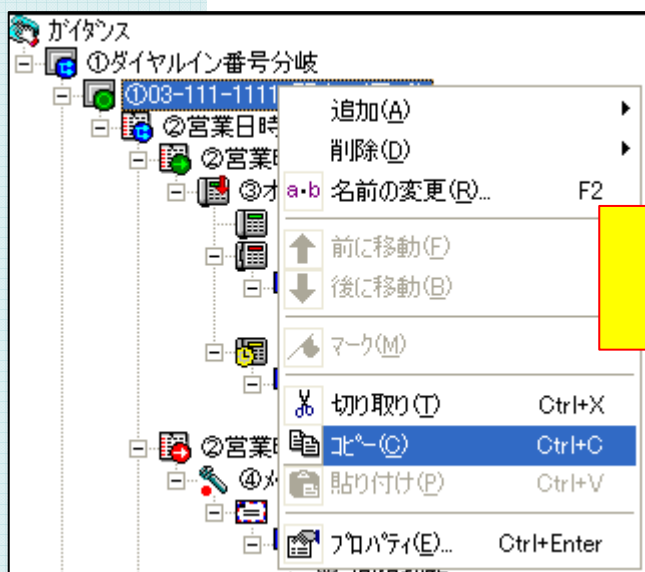 ガイダンス
①ダイヤルイン番号分岐
①03-111-1111
②営業日時
②営業
③オ
追加(A)
削除(D)
a・b 名前の変更(R)... F2
前に移動(F)
後に移動(B)
マーク(M)
切り取り(T) Ctrl+X
コピー(C) Ctrl+C
貼り付け(P) Ctrl+V
プロパティ(E)... Ctrl+Enter
②営業
④メ